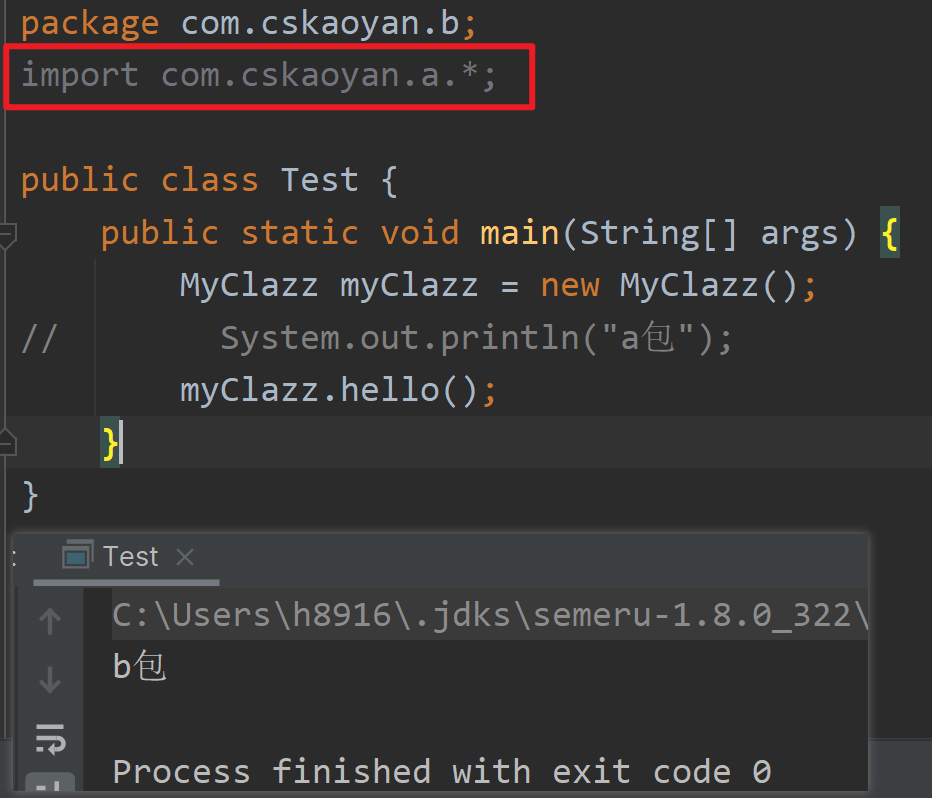 package com.cskaoyan.b;
import com.cskaoyan.a.*;
public class Test {
public static void main(String[] args) {
MyClazz myClazz = new MyClazz();
// System.out.println("a包");
myClazz.hello();
}
}
: Test ×
C:\Users\h8916\.jdks\semeru-1.8.0_322\
b包
Process finished with exit code 0